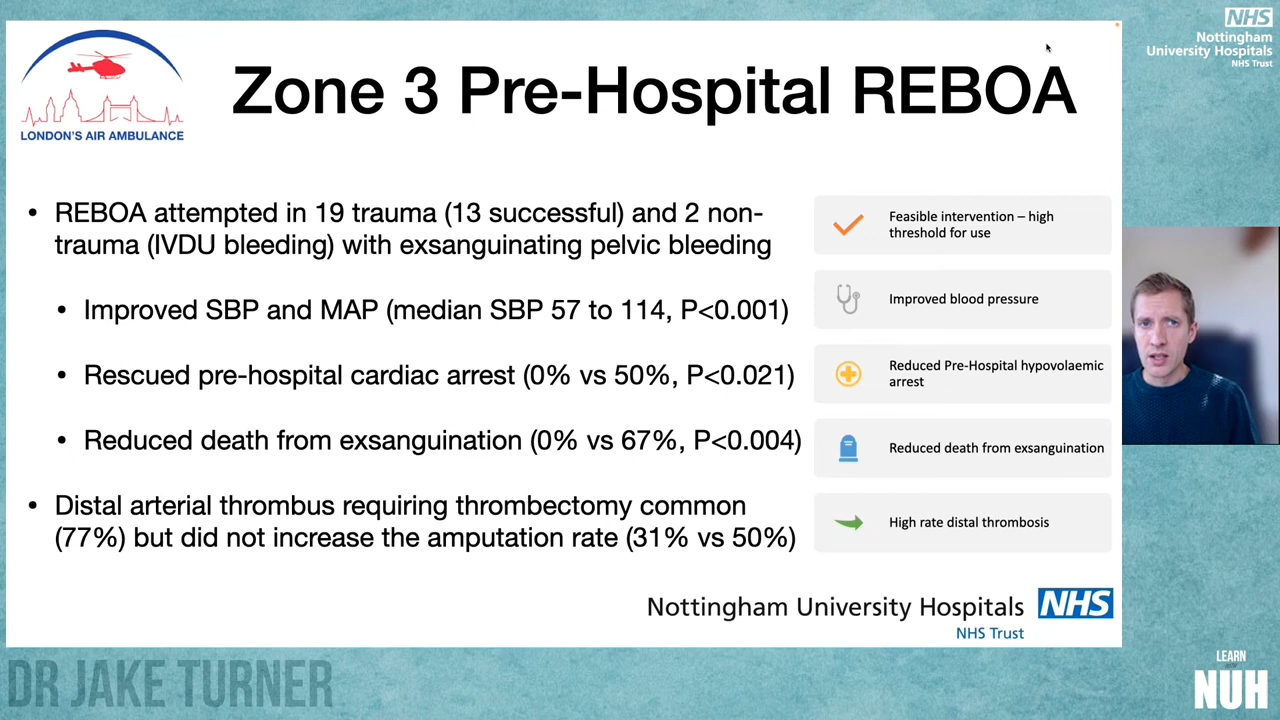 NHS
Nottingham
University Hospitals
NHS Trust
LONDON'S AIR AMBULANCE
Zone 3 Pre-Hospital REBOA
• REBOA attempted in 19 trauma (13 successful) and 2 non-
trauma (IVDU bleeding) with exsanguinating pelvic bleeding
• Improved SBP and MAP (median SBP 57 to 114, P<0.001)
• Rescued pre-hospital cardiac arrest (0% vs 50%, P<0.021)
• Reduced death from exsanguination (0% vs 67%, P<0.004)
• Distal arterial thrombus requiring thrombectomy common
(77%) but did not increase the amputation rate (31% vs 50%)
Feasible intervention – high
threshold for use
Improved blood pressure
Reduced Pre-Hospital hypovolaemic
arrest
Reduced death from exsanguination
High rate distal thrombosis
Nottingham University Hospitals NHS
NHS Trust
DR JAKE TURNER
LEARN
NUH